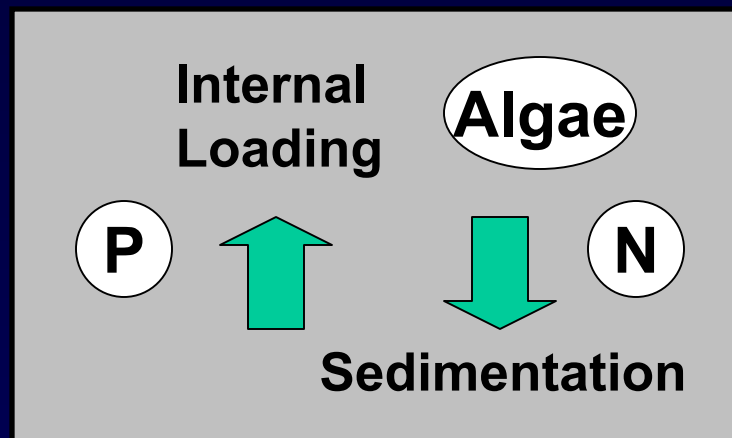 Internal
Loading
Algae
P
N
Sedimentation